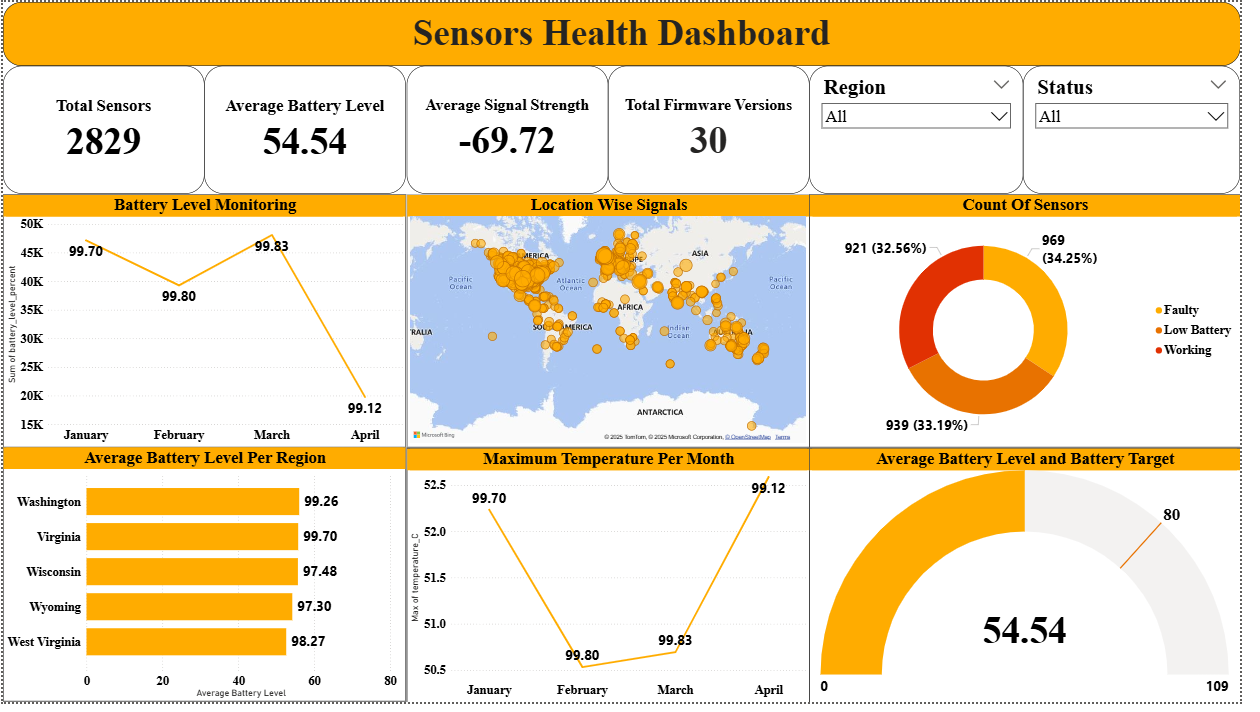 Sensors Health Dashboard
Total Sensors
2829
Average Battery Level
54.54
Average Signal Strength
-69.72
Total Firmware Versions
30
Region
All
Status
All
Battery Level Monitoring
50K
45K
40K
35K
30K
25K
20K
15K
Sum of battery_level_percent
99.70
99.80
99.83
99.12
January
February
March
April
Location Wise Signals
AMERICA
ASIA
Pacific
Ocean
Atlantic
Ocean
Pacific
Ocean
AFRICA
Indian
Ocean
RALIA
ANTARCTICA
Microsoft Bing
© 2025 TomTom, © 2025 Microsoft Corporation, © OpenStreetMap Terms
Count Of Sensors
921 (32.56%)
969
(34.25%)
939 (33.19%)
Faulty
Low Battery
Working
Average Battery Level Per Region
Washington
99.26
Virginia
99.70
Wisconsin
97.48
Wyoming
97.30
West Virginia
98.27
0
20
40
60
80
Average Battery Level
Maximum Temperature Per Month
52.5
52.0
51.5
51.0
50.5
Max of temperature_C
99.70
99.80
99.83
99.12
January
February
March
April
Average Battery Level and Battery Target
80
54.54
0
109